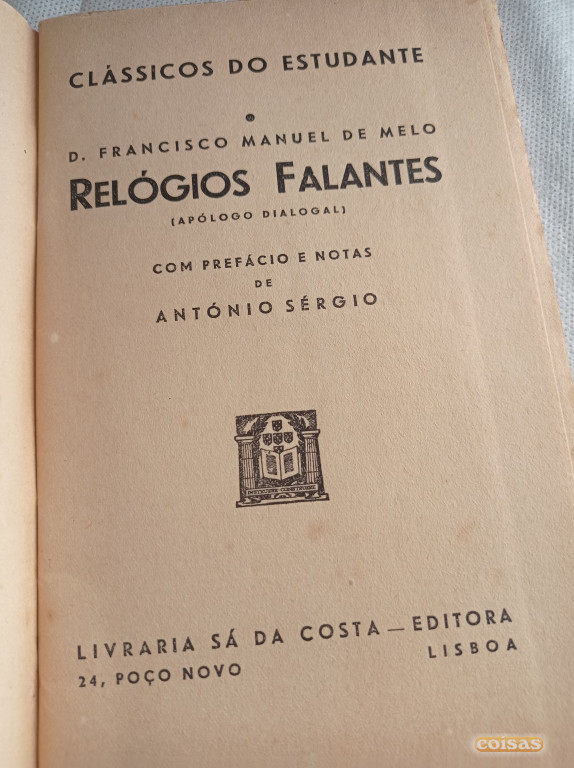 CLÁSSICOS DO ESTUDANTE
D. FRANCISCO MANUEL DE MELO
RELÓGIOS FALANTES
(APÓLOGO DIALOGAL)
COM PREFÁCIO E NOTAS
DE
ANTÓNIO SÉRGIO
LIVRARIA SÁ DA COSTA — EDITORA
24, POÇO NOVO LISBOA
coisas